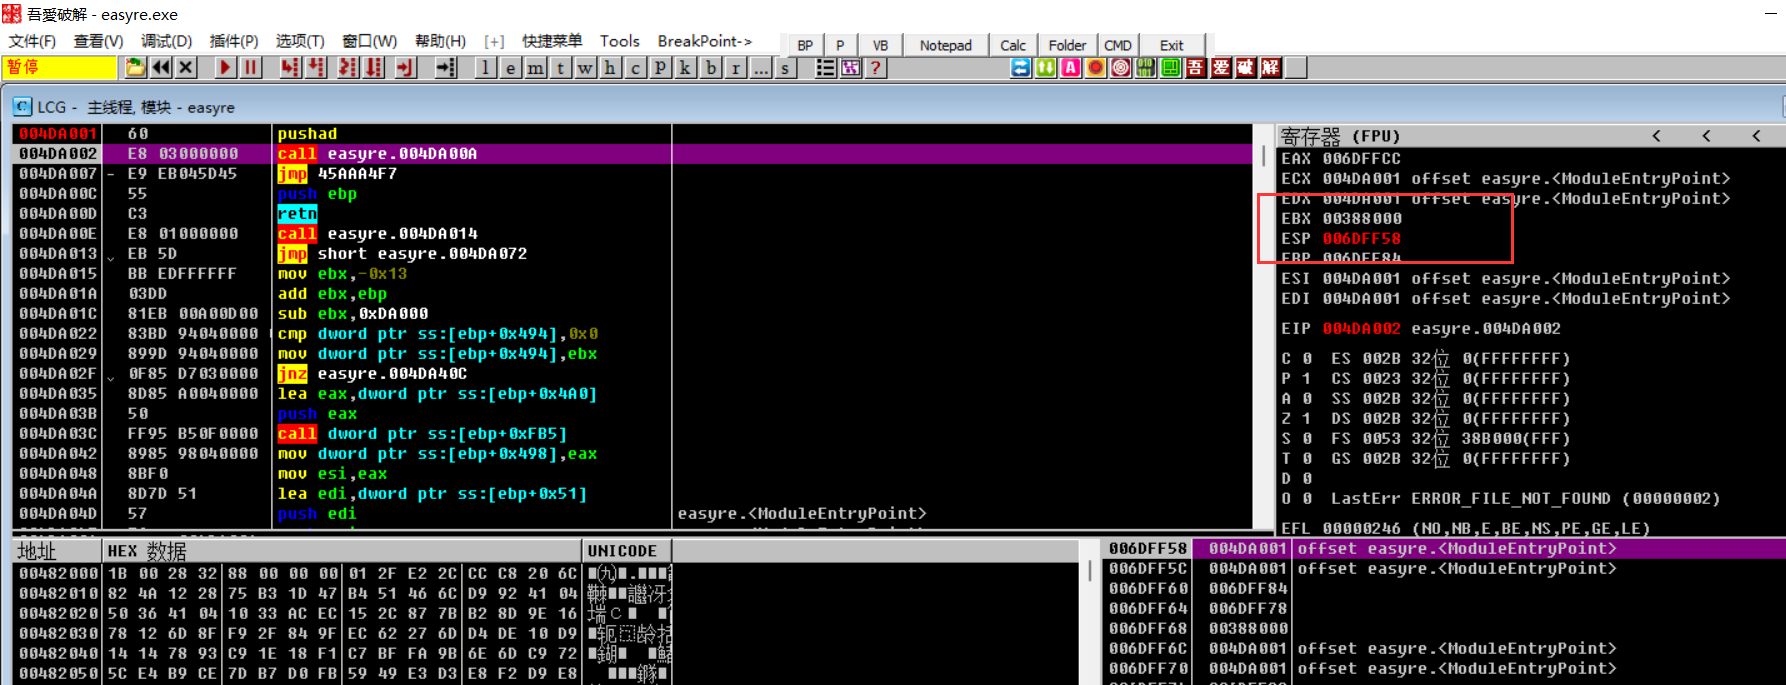 吾愛破解 - easyre.exe
文件(F) 查看(V) 调试(D) 插件(P) 选项(T) 窗口(W) 帮助(H) [+] 快捷菜单 Tools BreakPoint-> BP P VB Notepad Calc Folder CMD Exit
暂停 l e m t w h c p k b r ... s ? A 吾 爱 破 解
C LCG - 主线程, 模块 - easyre
004DA001 60 pushad
004DA002 E8 03000000 call easyre.004DA00A
004DA007 - E9 EB045D45 jmp 45AAA4F7
004DA00C 55 push ebp
004DA00D C3 retn
004DA00E E8 01000000 call easyre.004DA014
004DA013 EB 5D jmp short easyre.004DA072
004DA015 BB EDFFFFFF mov ebx,-0x13
004DA01A 03DD add ebx,ebp
004DA01C 81EB 00A00D00 sub ebx,0xDA000
004DA022 83BD 94040000 cmp dword ptr ss:[ebp+0x494],0x0
004DA029 899D 94040000 mov dword ptr ss:[ebp+0x494],ebx
004DA02F 0F85 D7030000 jnz easyre.004DA40C
004DA035 8D85 A0040000 lea eax,dword ptr ss:[ebp+0x4A0]
004DA03B 50 push eax
004DA03C FF95 B50F0000 call dword ptr ss:[ebp+0xFB5]
004DA042 8985 98040000 mov dword ptr ss:[ebp+0x498],eax
004DA048 8BF0 mov esi,eax
004DA04A 8D7D 51 lea edi,dword ptr ss:[ebp+0x51]
004DA04D 57 push edi easyre.<ModuleEntryPoint>
寄存器 (FPU) < < <
EAX 006DFFCC
ECX 004DA001 offset easyre.<ModuleEntryPoint>
EDX 004DA001 offset easyre.<ModuleEntryPoint>
EBX 00388000
ESP 006DFF58
EBP 006DFF84
ESI 004DA001 offset easyre.<ModuleEntryPoint>
EDI 004DA001 offset easyre.<ModuleEntryPoint>
EIP 004DA002 easyre.004DA002
C 0 ES 002B 32位 0(FFFFFFFF)
P 1 CS 0023 32位 0(FFFFFFFF)
A 0 SS 002B 32位 0(FFFFFFFF)
Z 1 DS 002B 32位 0(FFFFFFFF)
S 0 FS 0053 32位 38B000(FFF)
T 0 GS 002B 32位 0(FFFFFFFF)
D 0
O 0 LastErr ERROR_FILE_NOT_FOUND (00000002)
EFL 00000246 (NO,NB,E,BE,NS,PE,GE,LE)
地址 HEX 数据 UNICODE
00482000 1B 00 28 32 88 00 00 00 01 2F E2 2C CC C8 20 6C
00482010 82 4A 12 28 75 B3 1D 47 B4 51 46 6C D9 92 41 04
00482020 50 36 41 04 10 33 AC EC 15 2C 87 7B B2 8D 9E 16
00482030 78 12 6D 8F F9 2F 84 9F EC 62 27 6D D4 DE 10 D9
00482040 14 14 78 93 C9 1E 18 F1 C7 BF FA 9B 6E 6D C9 72
00482050 5C E4 B9 CE 7D B7 D0 FB 59 49 E3 D3 E8 F2 D9 E8
006DFF58 004DA001 offset easyre.<ModuleEntryPoint>
006DFF5C 004DA001 offset easyre.<ModuleEntryPoint>
006DFF60 006DFF84
006DFF64 006DFF78
006DFF68 00388000
006DFF6C 004DA001 offset easyre.<ModuleEntryPoint>
006DFF70 004DA001 offset easyre.<ModuleEntryPoint>